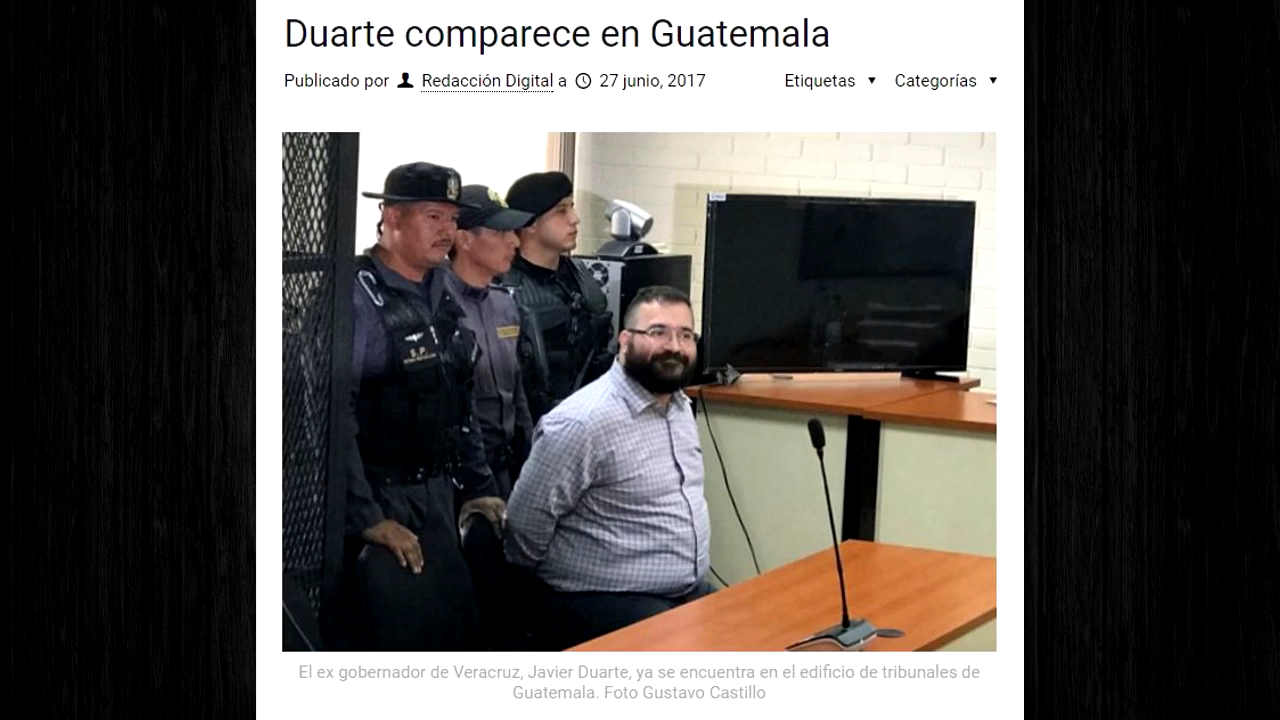 Duarte comparece en Guatemala
Publicado por Redacción Digital a 27 junio, 2017 Etiquetas Categorías
S.P.
El ex gobernador de Veracruz, Javier Duarte, ya se encuentra en el edificio de tribunales de
Guatemala. Foto Gustavo Castillo